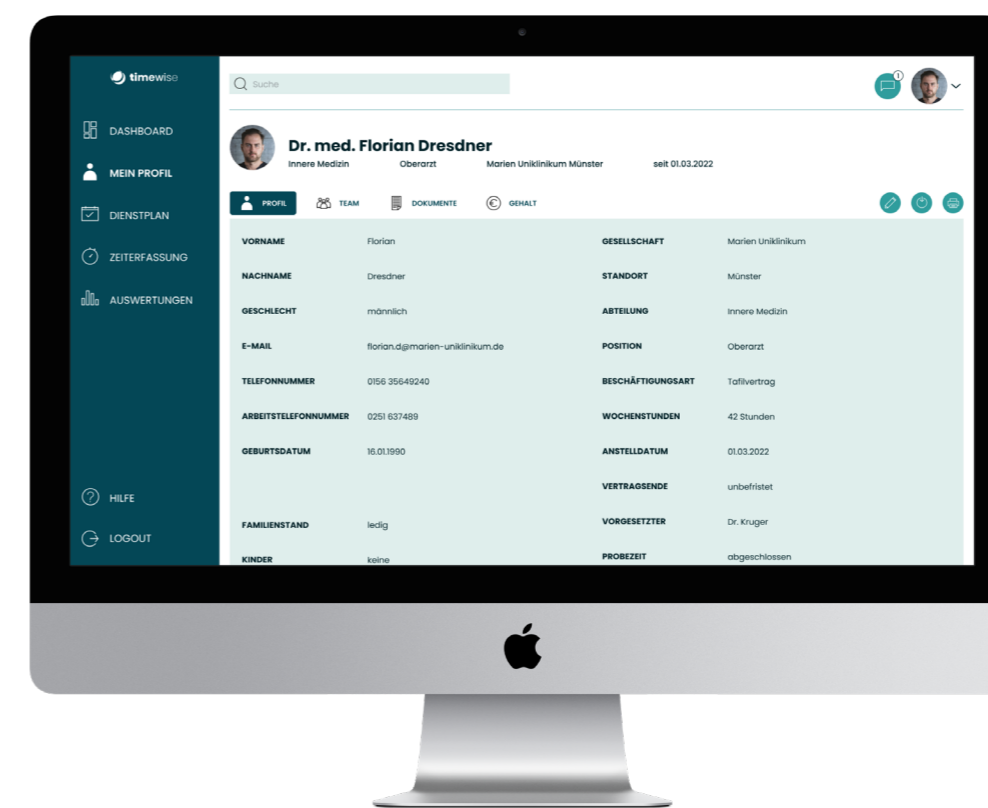 timewise
Suche
1
DASHBOARD
MEIN PROFIL
DIENSTPLAN
ZEITERFASSUNG
AUSWERTUNGEN
HILFE
LOGOUT
Dr. med. Florian Dresdner
Innere Medizin Oberarzt Marien Uniklinikum Münster seit 01.03.2022
PROFIL TEAM DOKUMENTE € GEHALT
VORNAME Florian
NACHNAME Dresdner
GESCHLECHT männlich
E-MAIL florian.d@marien-uniklinikum.de
TELEFONNUMMER 0156 35649240
ARBEITSTELEFONNUMMER 0251 637489
GEBURTSDATUM 16.01.1990
FAMILIENSTAND ledig
KINDER keine
GESELLSCHAFT Marien Uniklinikum
STANDORT Münster
ABTEILUNG Innere Medizin
POSITION Oberarzt
BESCHÄFTIGUNGSART Tafilvertrag
WOCHENSTUNDEN 42 Stunden
ANSTELLDATUM 01.03.2022
VERTRAGSENDE unbefristet
VORGESETZTER Dr. Kruger
PROBEZEIT abgeschlossen